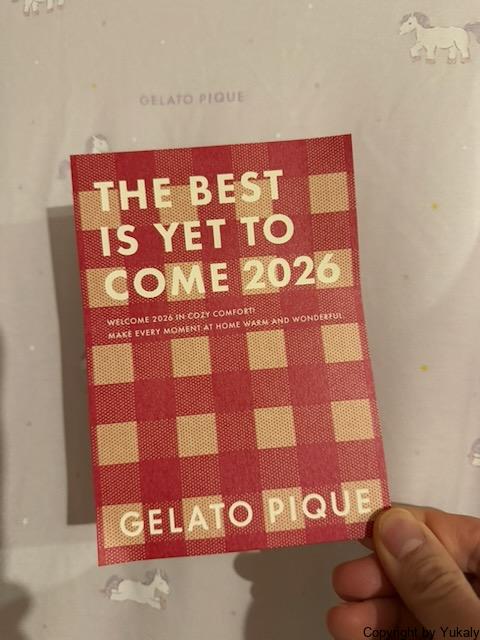 GELATO PIQUE
THE BEST
IS YET TO
COME 2026
WELCOME 2026 IN COZY COMFORT!
MAKE EVERY MOMENT AT HOME WARM AND WONDERFUL.
GELATO PIQUE
Copyright by Yukaly